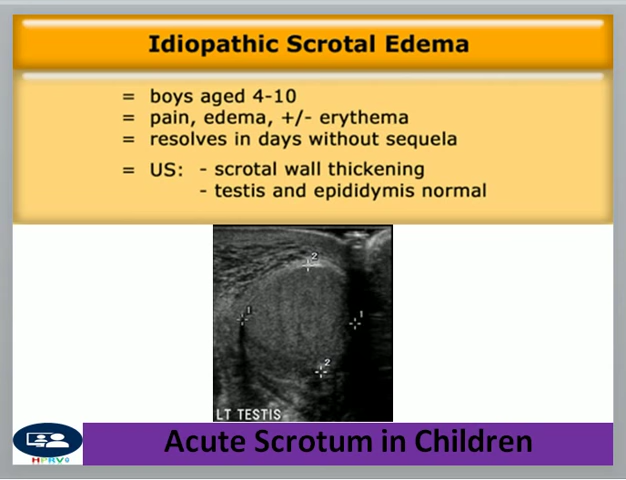 Idiopathic Scrotal Edema
= boys aged 4-10
= pain, edema, +/- erythema
= resolves in days without sequela
= US: - scrotal wall thickening
- testis and epididymis normal
2
1
1
2
LT TESTIS
HPRV
Acute Scrotum in Children